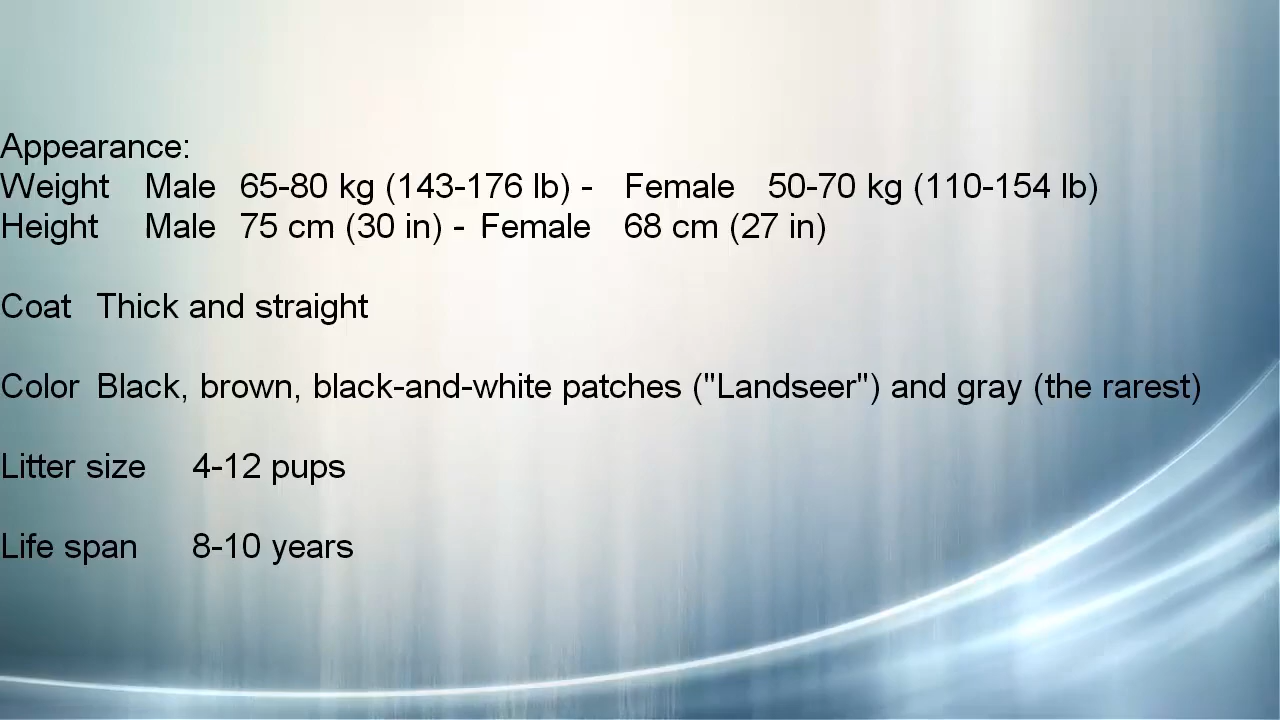 Appearance:
Weight Male 65-80 kg (143-176 lb) - Female 50-70 kg (110-154 lb)
Height Male 75 cm (30 in) - Female 68 cm (27 in)
Coat Thick and straight
Color Black, brown, black-and-white patches ("Landseer") and gray (the rarest)
Litter size 4-12 pups
Life span 8-10 years